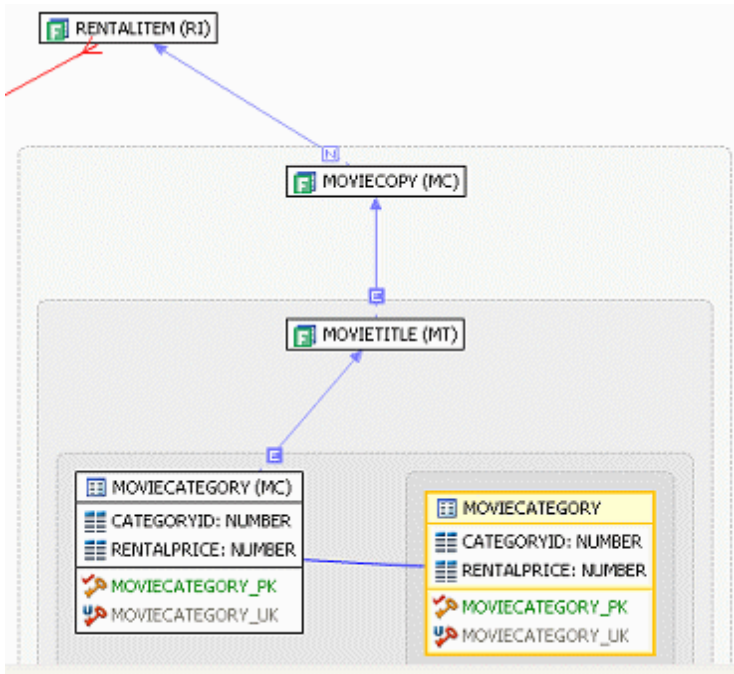 RENTALITEM (RI)
N
MOVIECOPY (MC)
E
MOVIETITLE (MT)
E
MOVIECATEGORY (MC)
CATEGORYID: NUMBER
RENTALPRICE: NUMBER
MOVIECATEGORY_PK
MOVIECATEGORY_UK
MOVIECATEGORY
CATEGORYID: NUMBER
RENTALPRICE: NUMBER
MOVIECATEGORY_PK
MOVIECATEGORY_UK